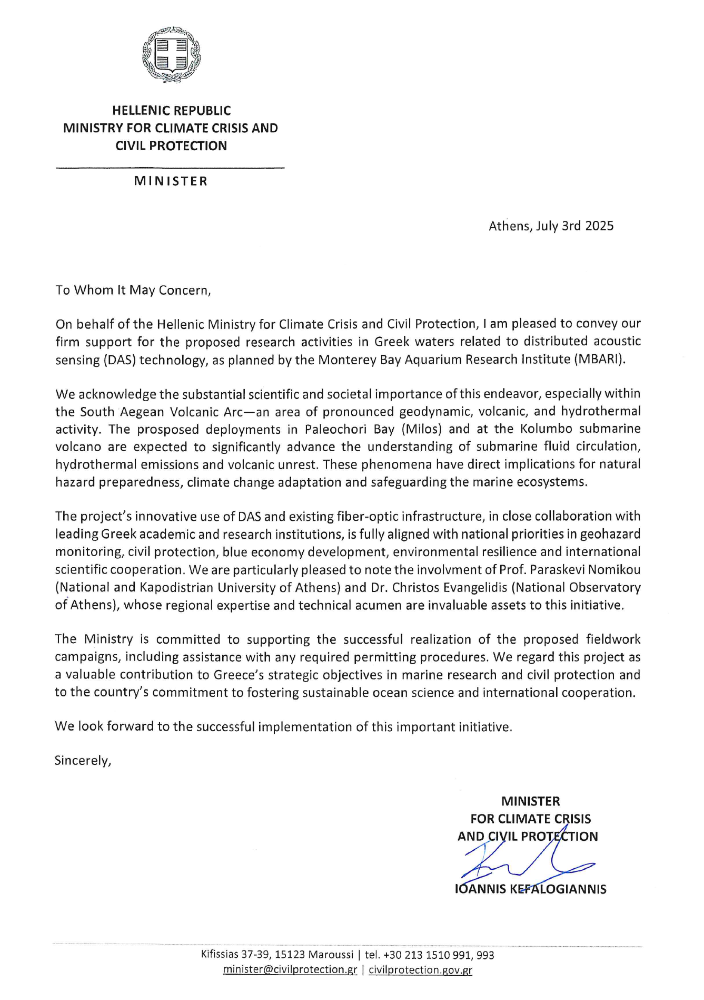 HELLENIC REPUBLIC
MINISTRY FOR CLIMATE CRISIS AND
CIVIL PROTECTION
MINISTER
Athens, July 3rd 2025
To Whom It May Concern,
On behalf of the Hellenic Ministry for Climate Crisis and Civil Protection, I am pleased to convey our
firm support for the proposed research activities in Greek waters related to distributed acoustic
sensing (DAS) technology, as planned by the Monterey Bay Aquarium Research Institute (MBARI).
We acknowledge the substantial scientific and societal importance of this endeavor, especially within
the South Aegean Volcanic Arc—an area of pronounced geodynamic, volcanic, and hydrothermal
activity. The prosposed deployments in Paleochori Bay (Milos) and at the Kolumbo submarine
volcano are expected to significantly advance the understanding of submarine fluid circulation,
hydrothermal emissions and volcanic unrest. These phenomena have direct implications for natural
hazard preparedness, climate change adaptation and safeguarding the marine ecosystems.
The project's innovative use of DAS and existing fiber-optic infrastructure, in close collaboration with
leading Greek academic and research institutions, is fully aligned with national priorities in geohazard
monitoring, civil protection, blue economy development, environmental resilience and international
scientific cooperation. We are particularly pleased to note the involvment of Prof. Paraskevi Nomikou
(National and Kapodistrian University of Athens) and Dr. Christos Evangelidis (National Observatory
of Athens), whose regional expertise and technical acumen are invaluable assets to this initiative.
The Ministry is committed to supporting the successful realization of the proposed fieldwork
campaigns, including assistance with any required permitting procedures. We regard this project as
a valuable contribution to Greece's strategic objectives in marine research and civil protection and
to the country's commitment to fostering sustainable ocean science and international cooperation.
We look forward to the successful implementation of this important initiative.
Sincerely,
MINISTER
FOR CLIMATE CRISIS
AND CIVIL PROTECTION
IOANNIS KEFALOGIANNIS
Kifissias 37-39, 15123 Maroussi | tel. +30 213 1510 991, 993
minister@civilprotection.gr | civilprotection.gov.gr